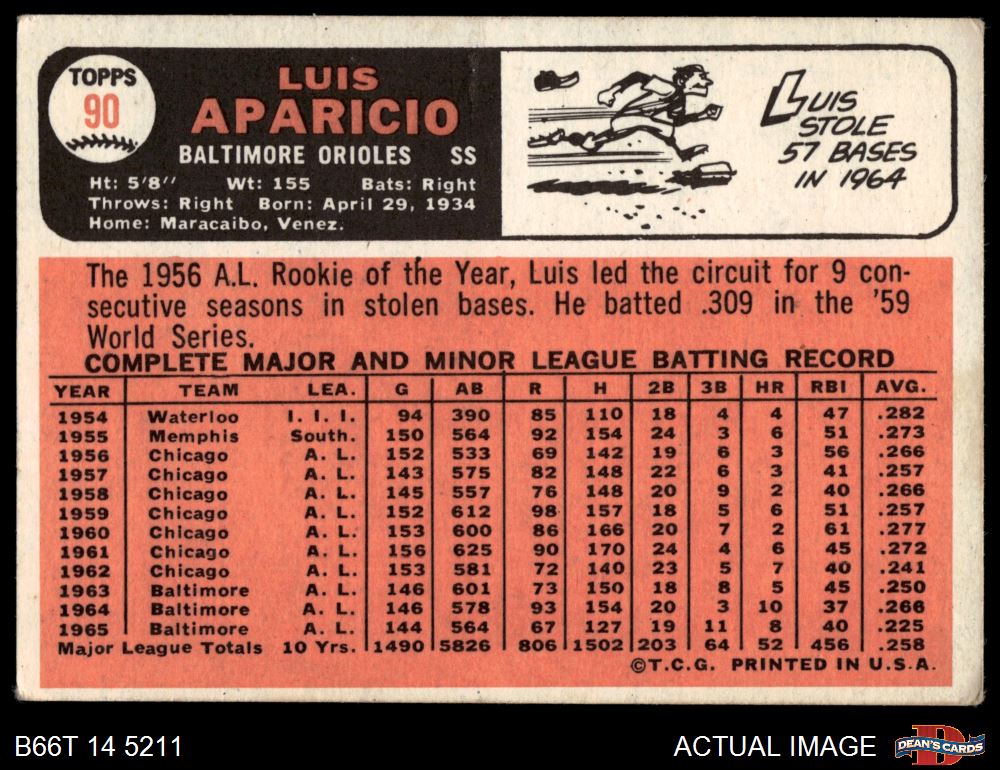 TOPPS
90
LUIS
APARICIO
BALTIMORE ORIOLES SS
Ht: 5'8" Wt: 155 Bats: Right
Throws: Right Born: April 29, 1934
Home: Maracaibo, Venez.
LUIS
STOLE
57 BASES
IN 1964
The 1956 A.L. Rookie of the Year, Luis led the circuit for 9 con-
secutive seasons in stolen bases. He batted .309 in the '59
World Series.
COMPLETE MAJOR AND MINOR LEAGUE BATTING RECORD
YEAR TEAM LEA. G AB R H 2B 3B HR RBI AVG.
1954 Waterloo I. I. I. 94 390 85 110 18 4 4 47 .282
1955 Memphis South. 150 564 92 154 24 3 6 51 .273
1956 Chicago A. L. 152 533 69 142 19 6 3 56 .266
1957 Chicago A. L. 143 575 82 148 22 6 3 41 .257
1958 Chicago A. L. 145 557 76 148 20 9 2 40 .266
1959 Chicago A. L. 152 612 98 157 18 5 6 51 .257
1960 Chicago A. L. 153 600 86 166 20 7 2 61 .277
1961 Chicago A. L. 156 625 90 170 24 4 6 45 .272
1962 Chicago A. L. 153 581 72 140 23 5 7 40 .241
1963 Baltimore A. L. 146 601 73 150 18 8 5 45 .250
1964 Baltimore A. L. 146 578 93 154 20 3 10 37 .266
1965 Baltimore A. L. 144 564 67 127 19 11 8 40 .225
Major League Totals 10 Yrs. 1490 5826 806 1502 203 64 52 456 .258
©T.C.G. PRINTED IN U.S.A.
B66T 14 5211
ACTUAL IMAGE
DEAN'S CARDS